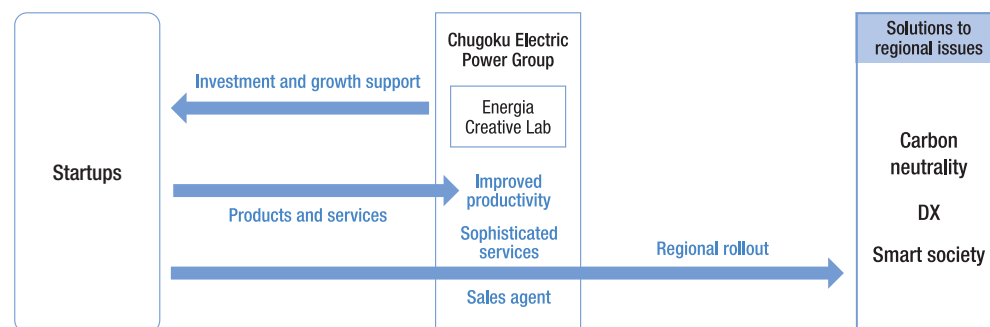 Startups
Investment and growth support
Products and services
Chugoku Electric
Power Group
Energia
Creative Lab
Improved
productivity
Sophisticated
services
Sales agent
Regional rollout
Solutions to
regional issues
Carbon
neutrality
DX
Smart society